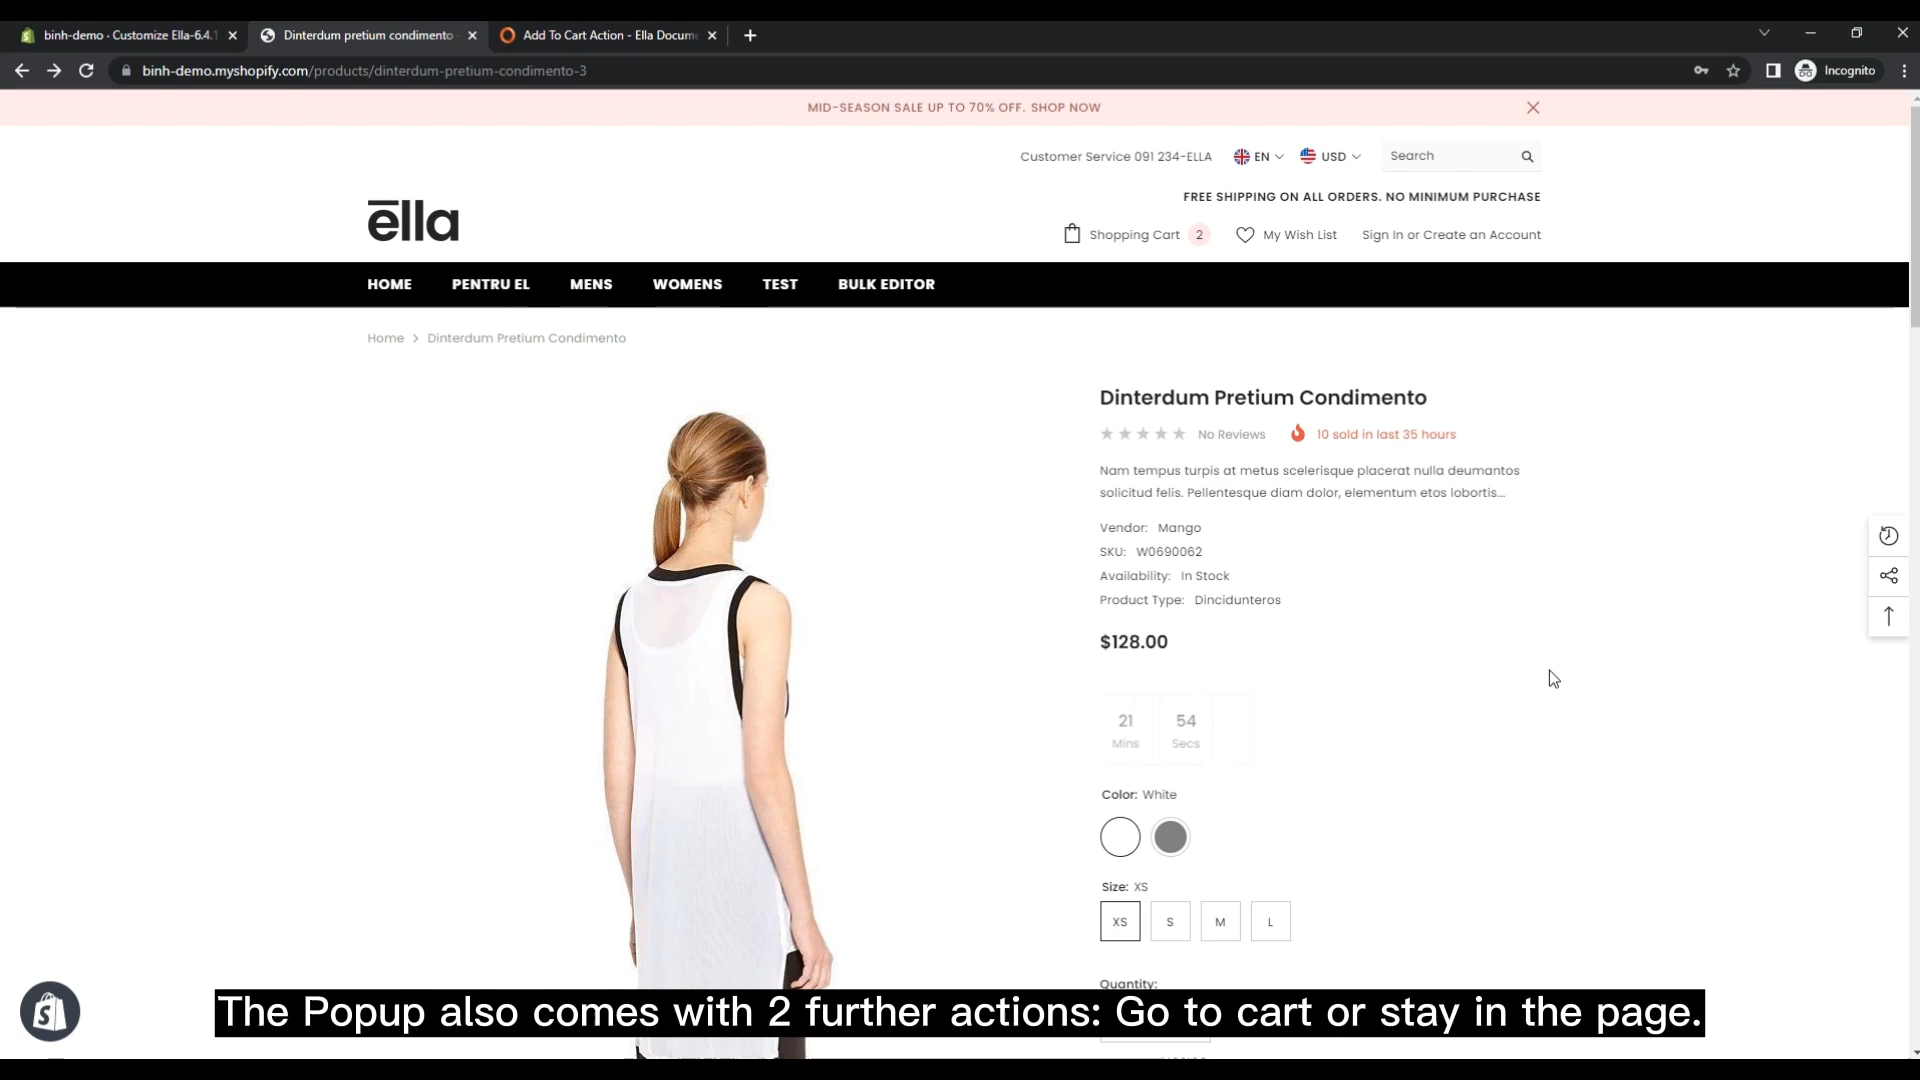 binh-demo · Customize Ella-6.4.1
Dinterdum pretium condimento
Add To Cart Action - Ella Docume
binh-demo.myshopify.com/products/dinterdum-pretium-condimento-3
Incognito
MID-SEASON SALE UP TO 70% OFF. SHOP NOW
Customer Service 091 234-ELLA
EN
USD
Search
FREE SHIPPING ON ALL ORDERS. NO MINIMUM PURCHASE
ēlla
Shopping Cart 2
My Wish List
Sign In or Create an Account
HOME PENTRU EL MENS WOMENS TEST BULK EDITOR
Home > Dinterdum Pretium Condimento
Dinterdum Pretium Condimento
No Reviews
10 sold in last 35 hours
Nam tempus turpis at metus scelerisque placerat nulla deumantos
solicitud felis. Pellentesque diam dolor, elementum etos lobortis...
Vendor: Mango
SKU: W0690062
Availability: In Stock
Product Type: Dincidunteros
$128.00
21 54
Mins Secs
Color: White
Size: XS
XS S M L
Quantity:
The Popup also comes with 2 further actions: Go to cart or stay in the page.